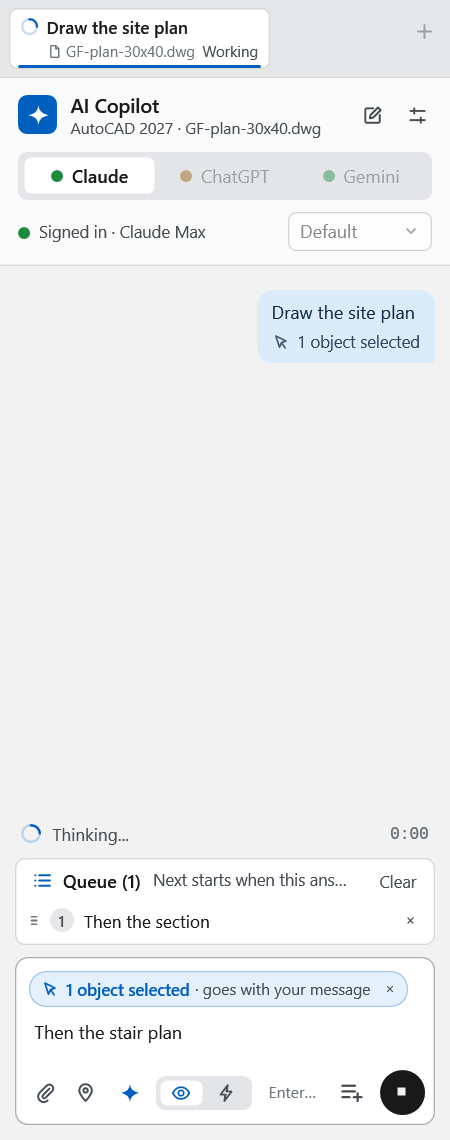 Draw the site plan
GF-plan-30x40.dwg Working
AI Copilot
AutoCAD 2027 · GF-plan-30x40.dwg
Claude ChatGPT Gemini
Signed in · Claude Max Default
Draw the site plan
1 object selected
Thinking... 0:00
Queue (1) Next starts when this ans... Clear
1 Then the section ×
1 object selected · goes with your message ×
Then the stair plan
Enter...